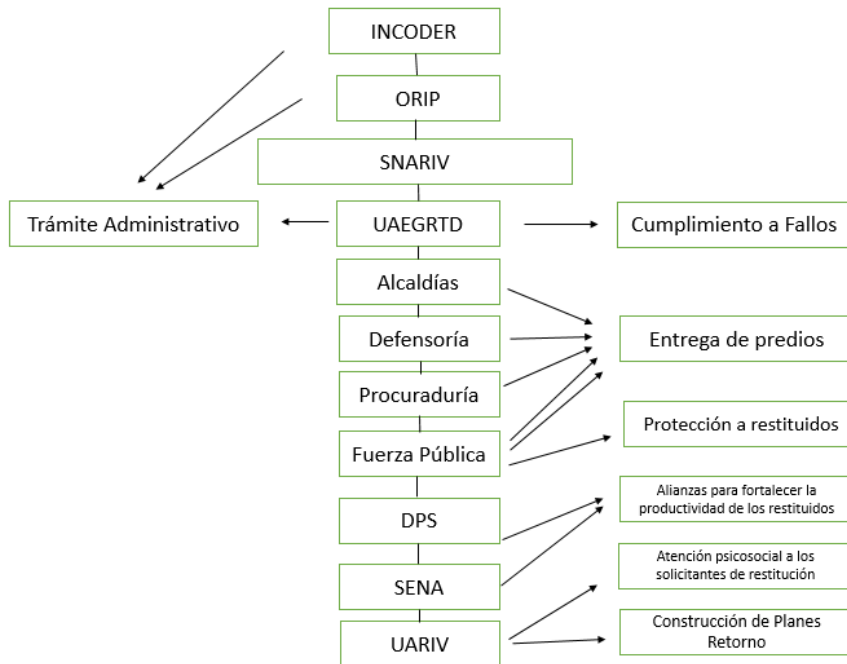 INCODER
ORIP
SNARIV
Trámite Administrativo
UAEGRTD
Cumplimiento a Fallos
Alcaldías
Defensoría
Entrega de predios
Procuraduría
Protección a restituidos
Fuerza Pública
Alianzas para fortalecer la
productividad de los restituidos
DPS
Atención psicosocial a los
solicitantes de restitución
SENA
Construcción de Planes
Retorno
UARIV